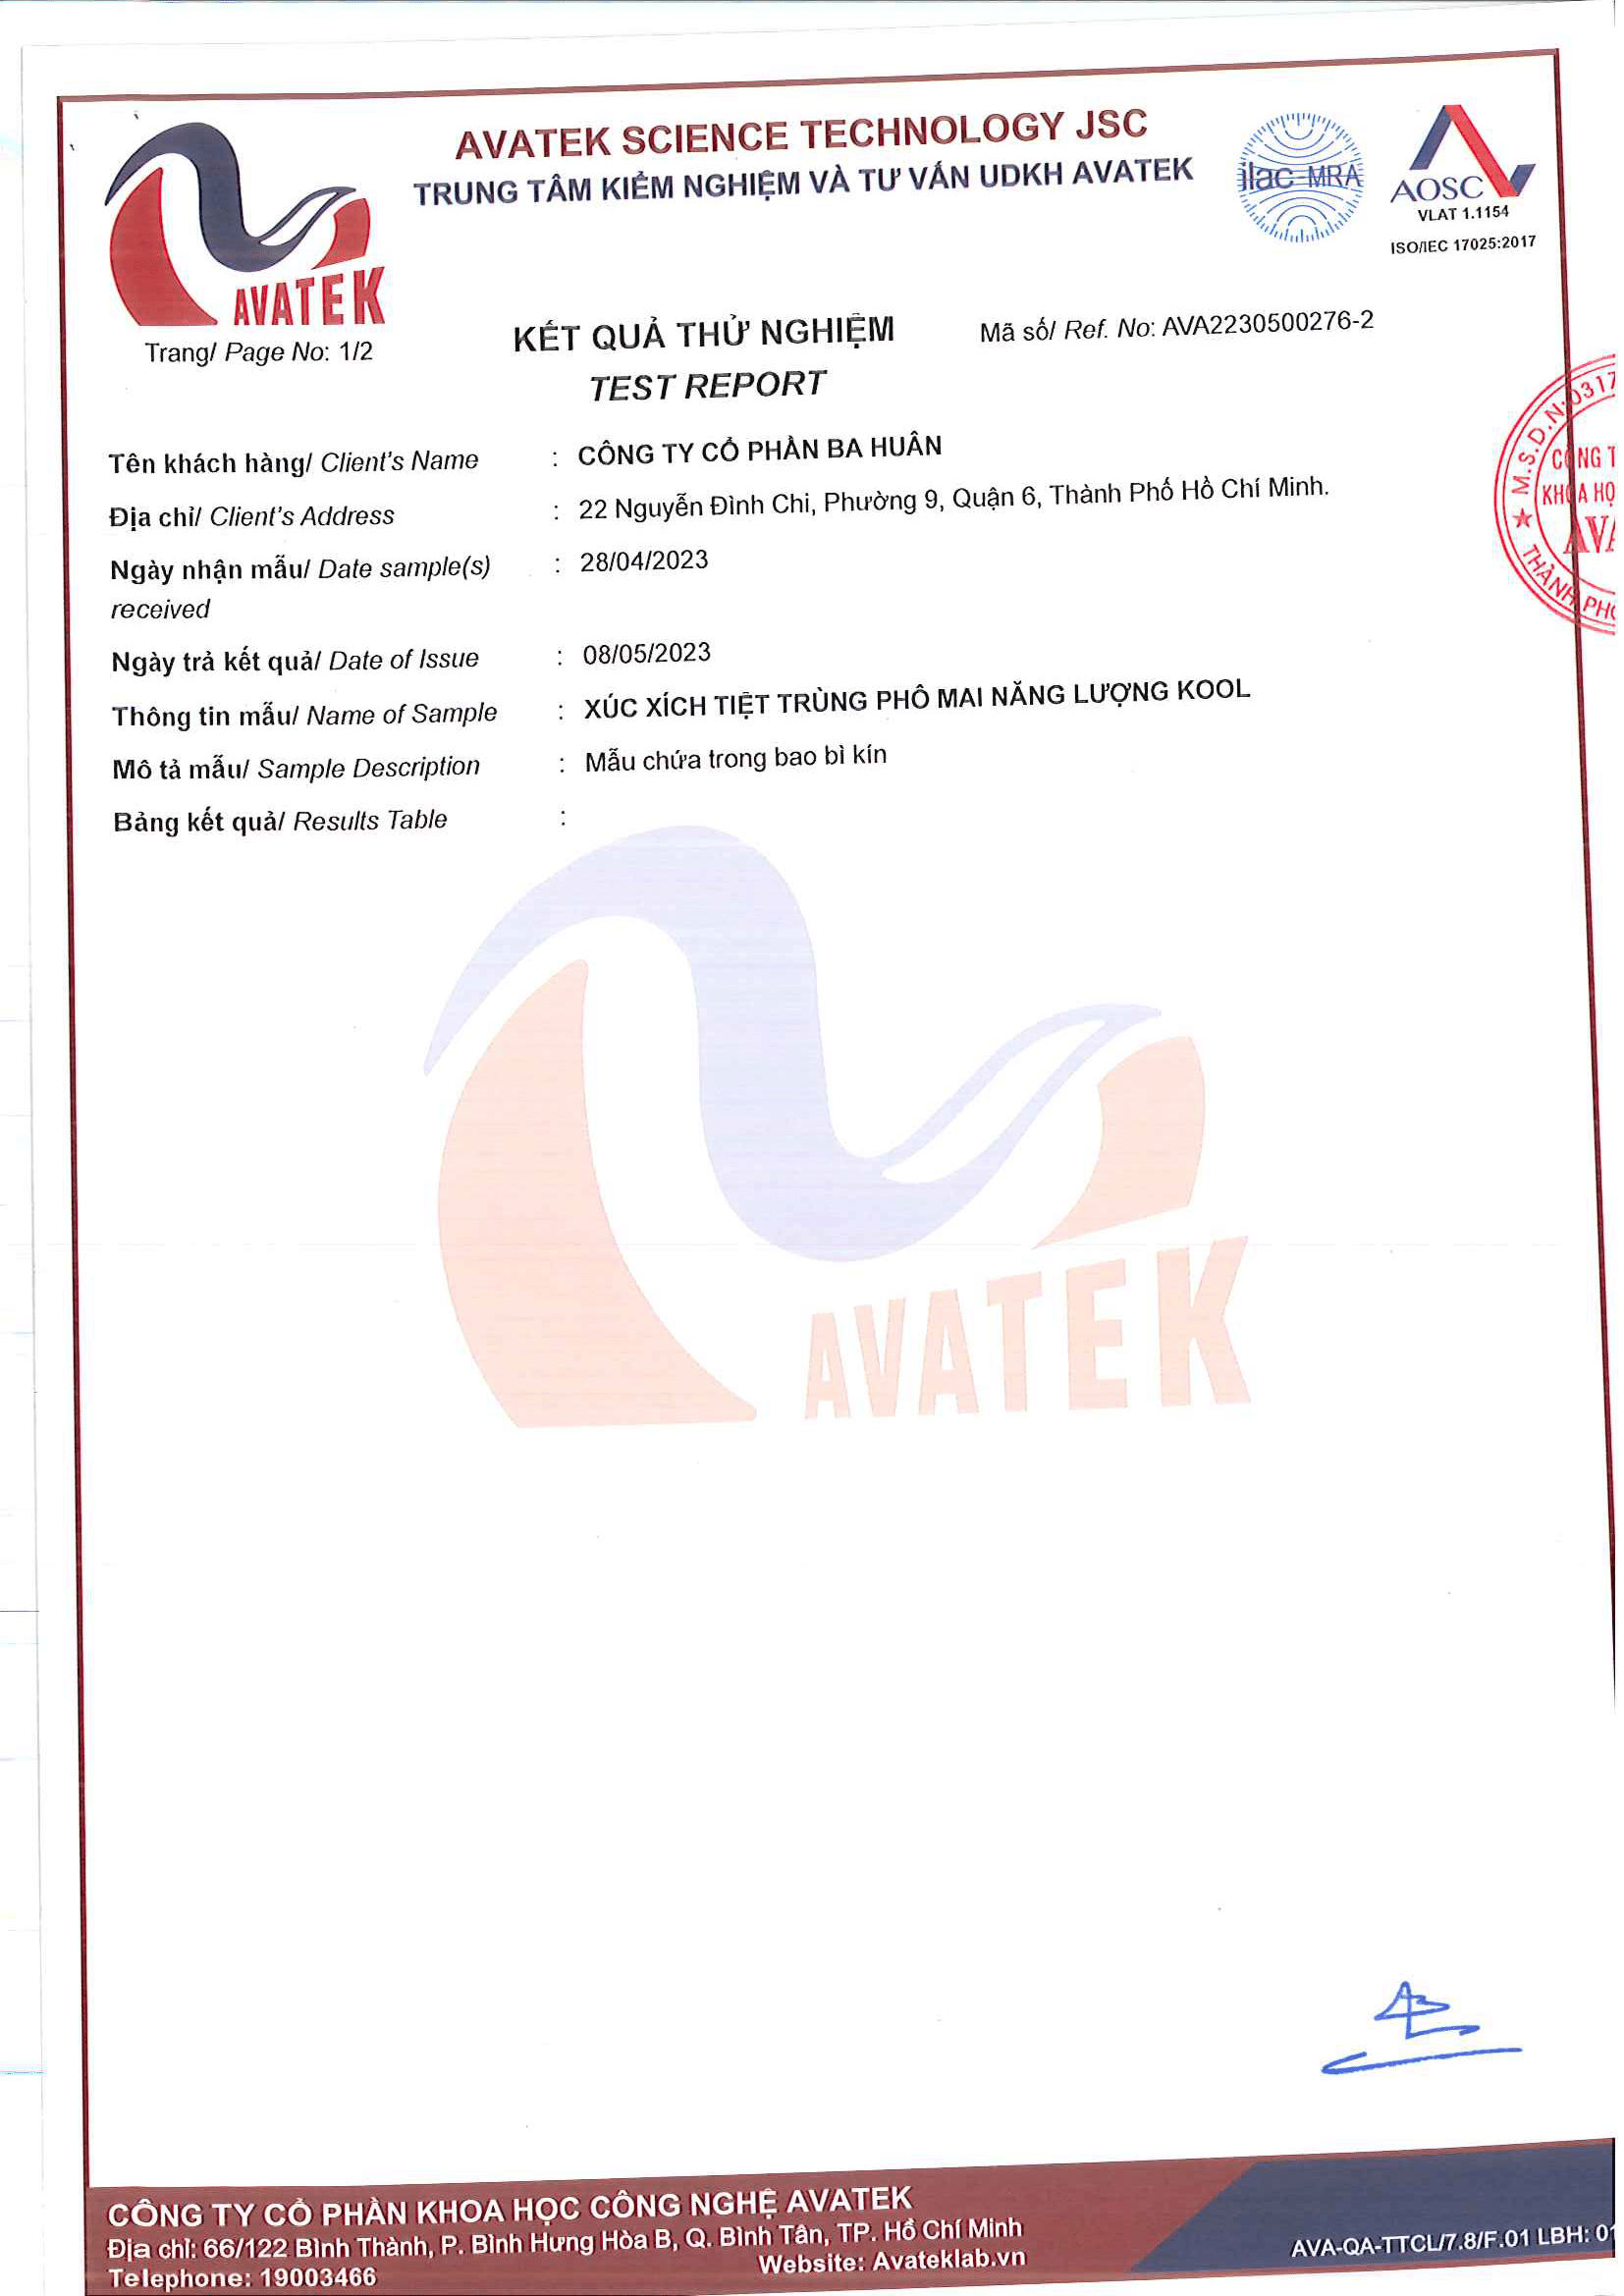 AVATEK SCIENCE TECHNOLOGY JSC
TRUNG TÂM KIỂM NGHIỆM VÀ TƯ VẤN UDKH AVATEK
ilac-MRA
AOSC
VLAT 1.1154
ISO/IEC 17025:2017
AVATEK
Trang/ Page No: 1/2
KẾT QUẢ THỬ NGHIỆM
TEST REPORT
Mã số/ Ref. No: AVA2230500276-2
M.S.D.N:0317
CÔNG T
KHOA HỌ
AVA
THÀNH PHỐ
Tên khách hàng/ Client's Name : CÔNG TY CỔ PHẦN BA HUÂN
Địa chỉ/ Client's Address : 22 Nguyễn Đình Chi, Phường 9, Quận 6, Thành Phố Hồ Chí Minh.
Ngày nhận mẫu/ Date sample(s) : 28/04/2023
received
Ngày trả kết quả/ Date of Issue : 08/05/2023
Thông tin mẫu/ Name of Sample : XÚC XÍCH TIỆT TRÙNG PHÔ MAI NĂNG LƯỢNG KOOL
Mô tả mẫu/ Sample Description : Mẫu chứa trong bao bì kín
Bảng kết quả/ Results Table :
AVATEK
CÔNG TY CỔ PHẦN KHOA HỌC CÔNG NGHỆ AVATEK
Địa chỉ: 66/122 Bình Thành, P. Bình Hưng Hòa B, Q. Bình Tân, TP. Hồ Chí Minh
Telephone: 19003466 Website: Avateklab.vn
AVA-QA-TTCL/7.8/F.01 LBH: 01